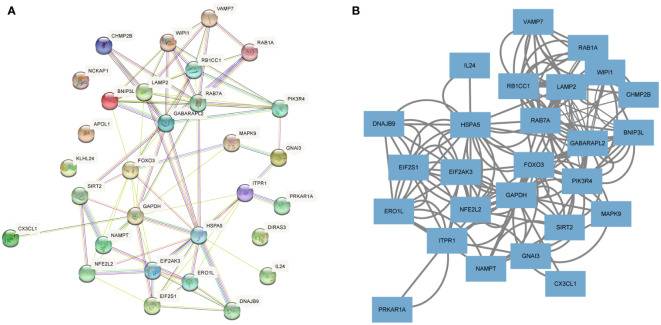 A
VAMP7
CHMP2B
WIPI1
RAB1A
RB1CC1
NCKAP1
LAMP2
BNIP3L
RAB7A
PIK3R4
GABARAPL2
APOL1
MAPK9
GNAI3
FOXO3
KLHL24
ITPR1
SIRT2
PRKAR1A
GAPDH
CX3CL1
DIRAS3
HSPA5
NAMPT
EIF2AK3
IL24
NFE2L2
ERO1L
EIF2S1
DNAJB9
B
VAMP7
RAB1A
IL24
WIPI1
RB1CC1
LAMP2
CHMP2B
DNAJB9
HSPA5
RAB7A
BNIP3L
GABARAPL2
EIF2S1
EIF2AK3
FOXO3
PIK3R4
GAPDH
ERO1L
NFE2L2
MAPK9
SIRT2
ITPR1
GNAI3
NAMPT
CX3CL1
PRKAR1A